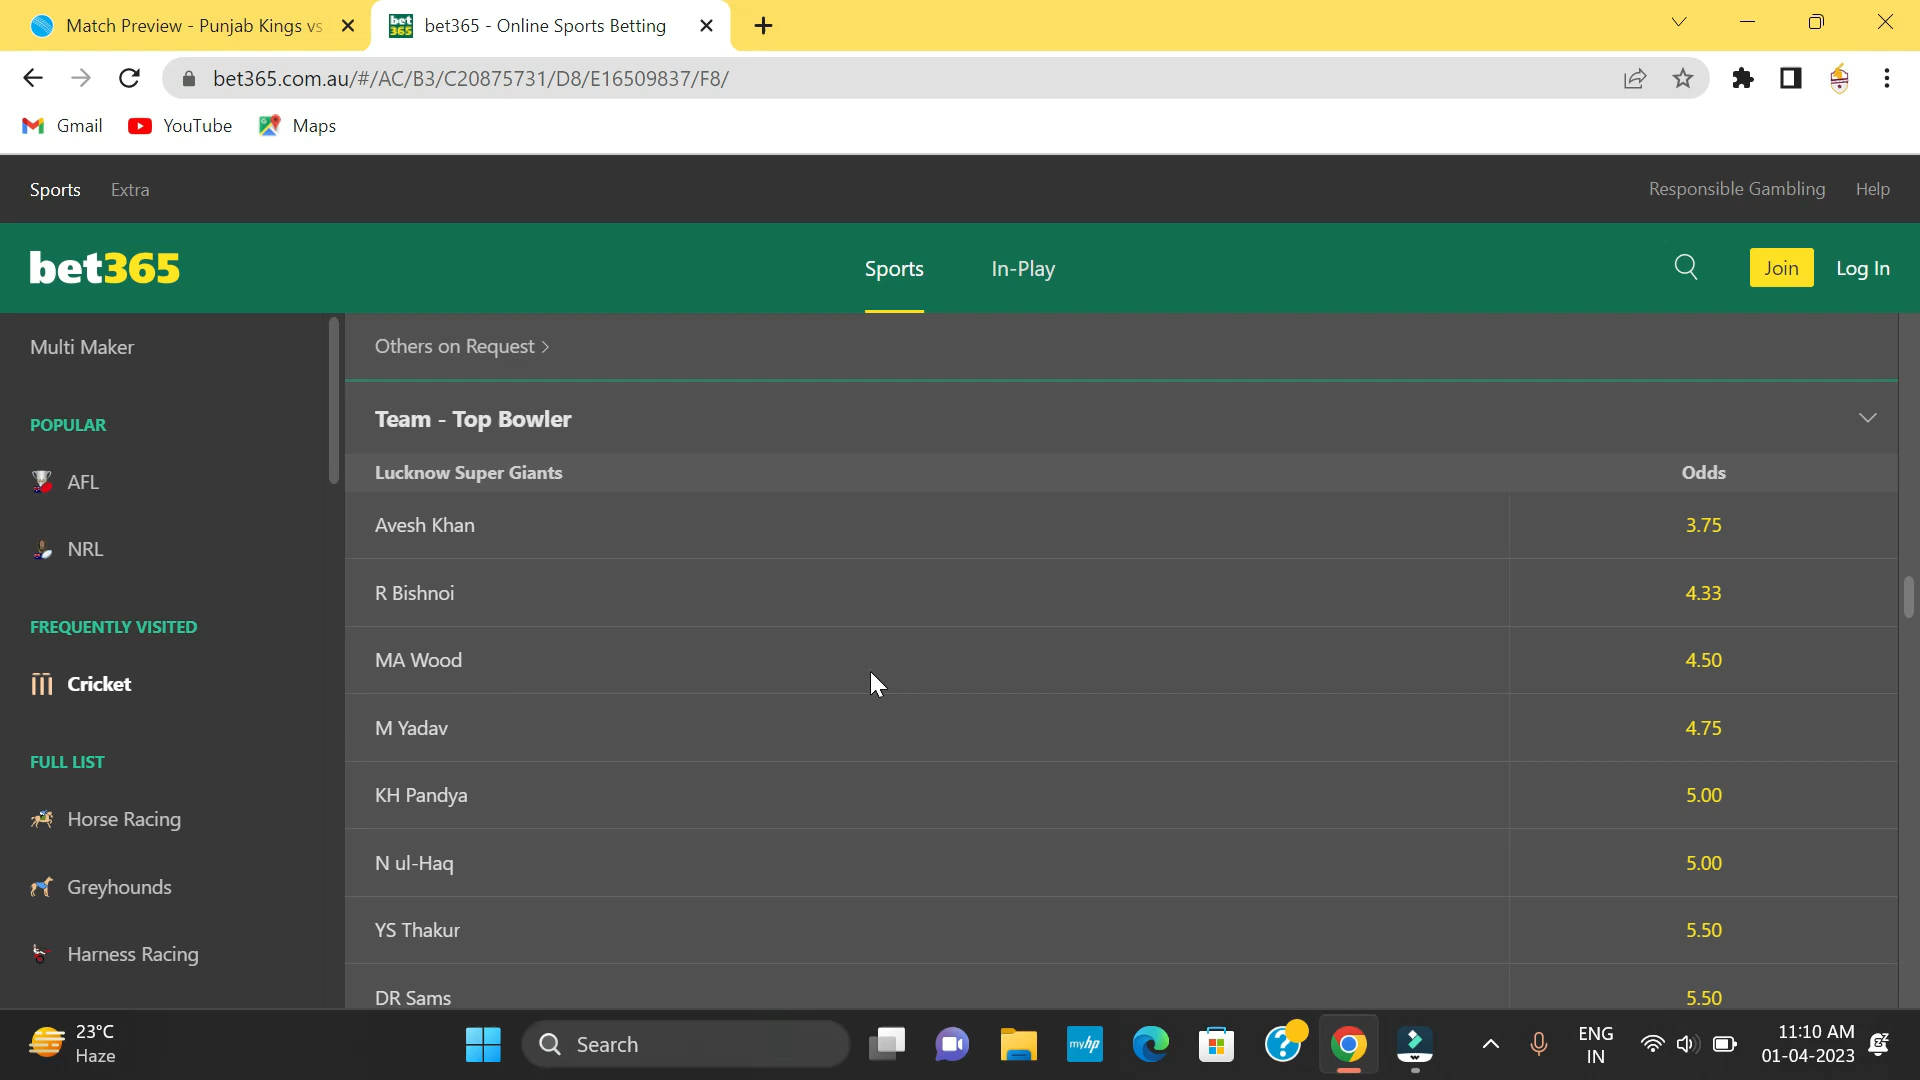 Match Preview - Punjab Kings vs
bet365 - Online Sports Betting
bet365.com.au/#/AC/B3/C20875731/D8/E16509837/F8/
Gmail YouTube Maps
Sports Extra Responsible Gambling Help
bet365 Sports In-Play Join Log In
Multi Maker
POPULAR
AFL
NRL
FREQUENTLY VISITED
Cricket
FULL LIST
Horse Racing
Greyhounds
Harness Racing
Others on Request >
Team - Top Bowler
Lucknow Super Giants Odds
Avesh Khan 3.75
R Bishnoi 4.33
MA Wood 4.50
M Yadav 4.75
KH Pandya 5.00
N ul-Haq 5.00
YS Thakur 5.50
DR Sams 5.50
23°C
Haze
Search
myhp
ENG
IN
11:10 AM
01-04-2023